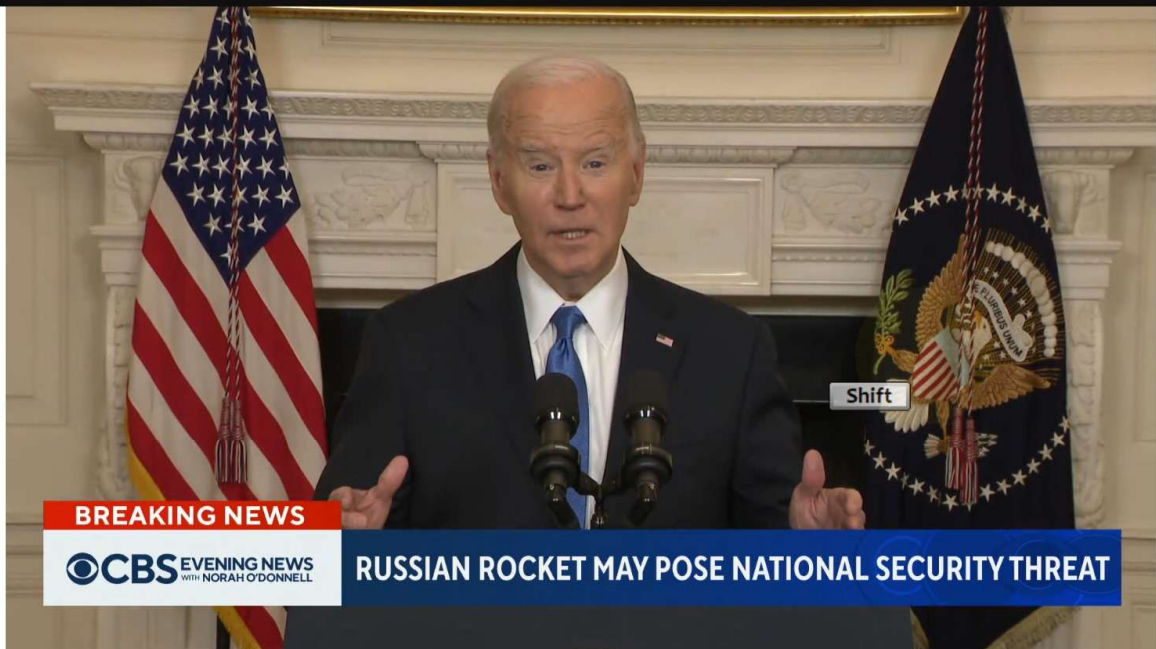 E PLURIBUS UNUM
Shift
BREAKING NEWS
CBS EVENING NEWS
WITH NORAH O'DONNELL
RUSSIAN ROCKET MAY POSE NATIONAL SECURITY THREAT